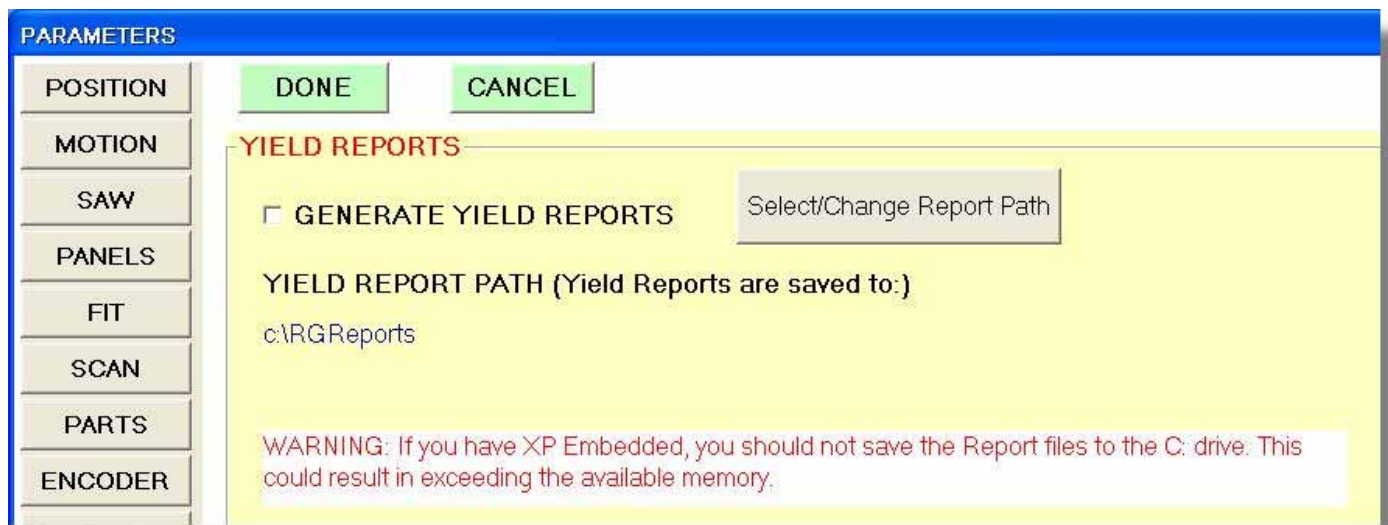 PARAMETERS
POSITION
MOTION
SAW
PANELS
FIT
SCAN
PARTS
ENCODER
DONE
CANCEL
YIELD REPORTS
GENERATE YIELD REPORTS
Select/Change Report Path
YIELD REPORT PATH (Yield Reports are saved to:)
c:\RGReports
WARNING: If you have XP Embedded, you should not save the Report files to the C: drive. This
could result in exceeding the available memory.